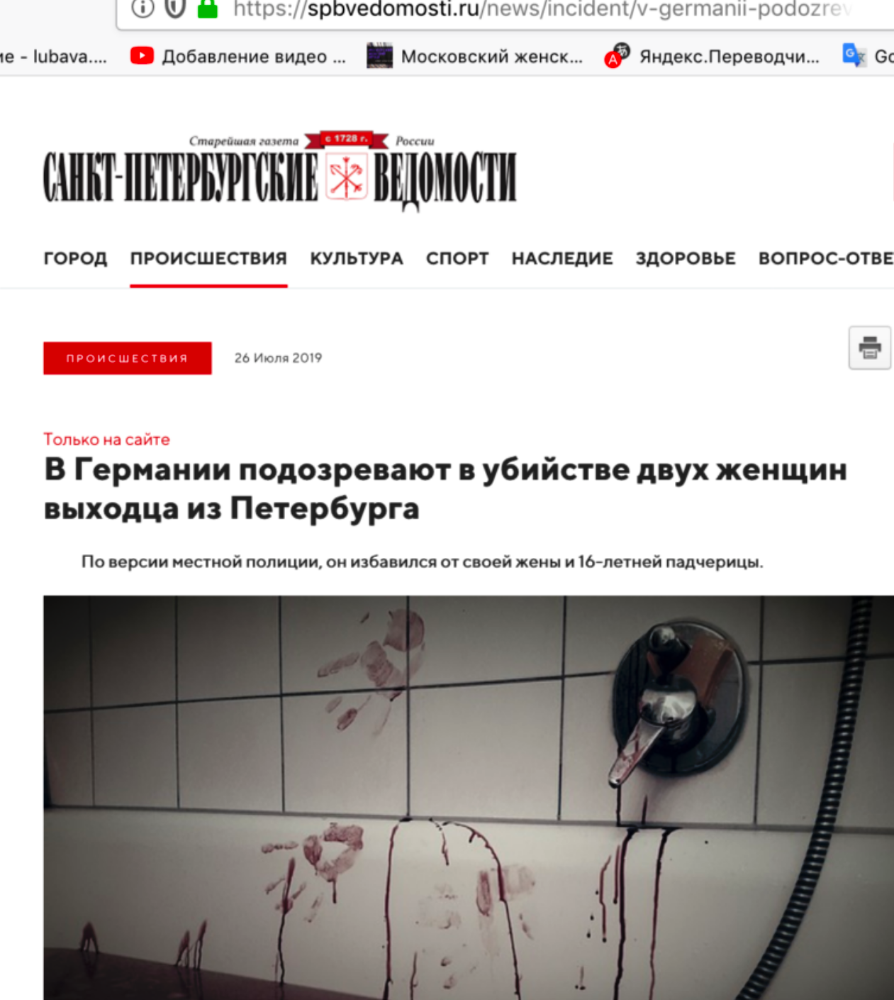 https://spbvedomosti.ru/news/incident/v-germanii-podozrev
ие - lubava.... Добавление видео ... Московский женск... Яндекс.Переводчи... Go
Старейшая газета с 1728 г. России
САНКТ-ПЕТЕРБУРГСКИЕ ВЕДОМОСТИ
ГОРОД ПРОИСШЕСТВИЯ КУЛЬТУРА СПОРТ НАСЛЕДИЕ ЗДОРОВЬЕ ВОПРОС-ОТВЕ
ПРОИСШЕСТВИЯ 26 Июля 2019
Только на сайте
В Германии подозревают в убийстве двух женщин
выходца из Петербурга
По версии местной полиции, он избавился от своей жены и 16-летней падчерицы.